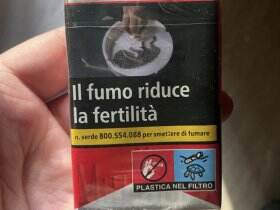 Il fumo riduce
la fertilità
n. verde 800.554.088 per smettere di fumare
PLASTICA NEL FILTRO